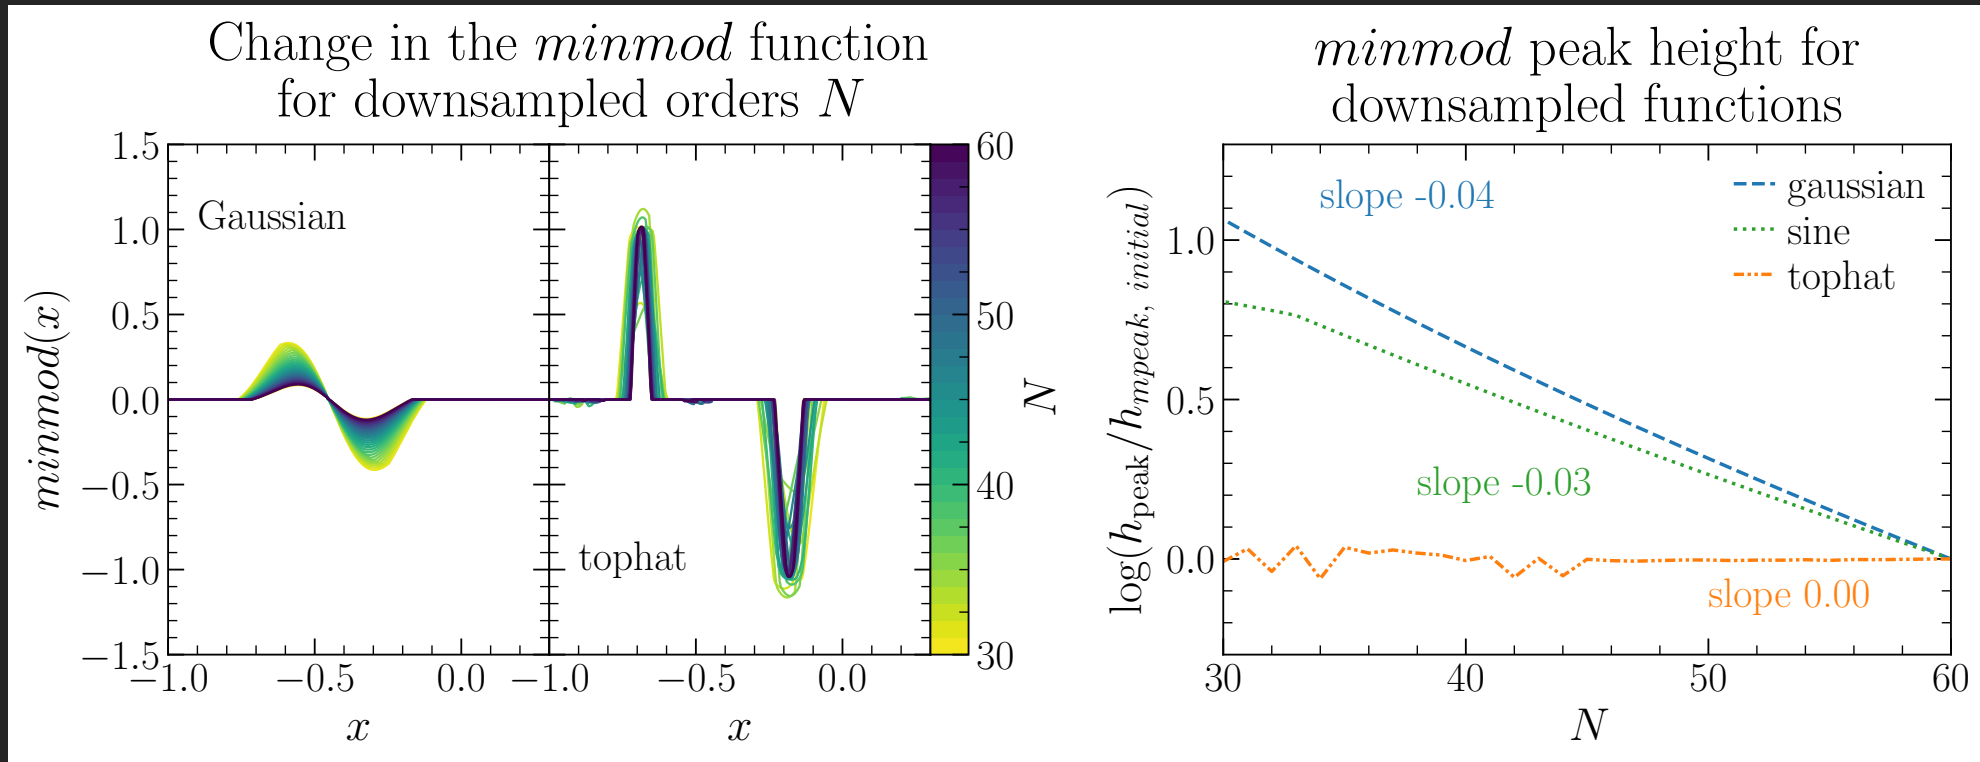 Change in the minmod function
for downsampled orders N
Gaussian
tophat
minmod(x)
1.5
1.0
0.5
0.0
−0.5
−1.0
−1.5
−1.0 −0.5 0.0 −1.0 −0.5 0.0
x x
60
50
40
30
N
minmod peak height for
downsampled functions
slope -0.04
gaussian
sine
tophat
slope -0.03
slope 0.00
log(h_peak/h_mpeak, initial)
1.0
0.5
0.0
30 40 50 60
N